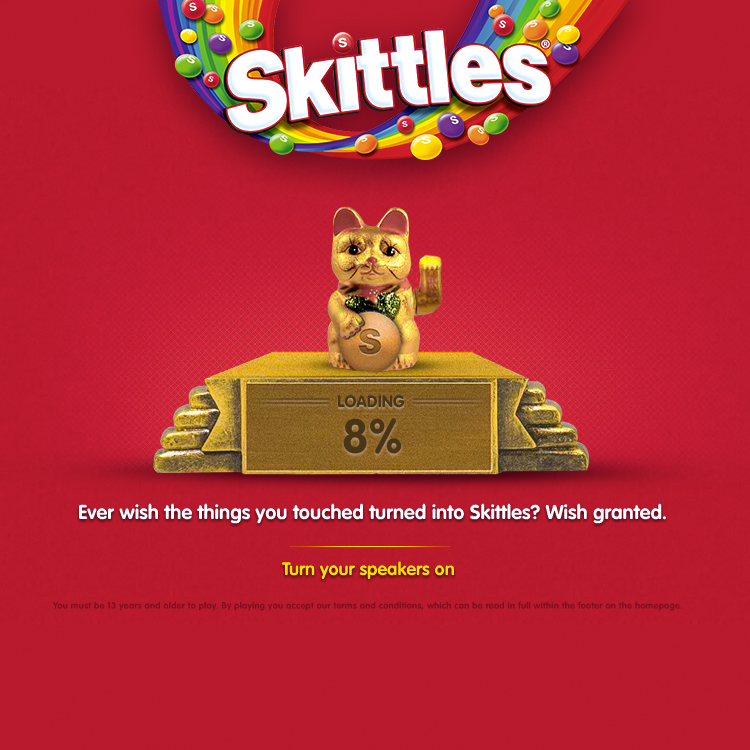 Skittles®
S
LOADING
8%
Ever wish the things you touched turned into Skittles? Wish granted.
Turn your speakers on
You must be 13 years and older to play. By playing you accept our terms and conditions, which can be read in full within the footer on the homepage.